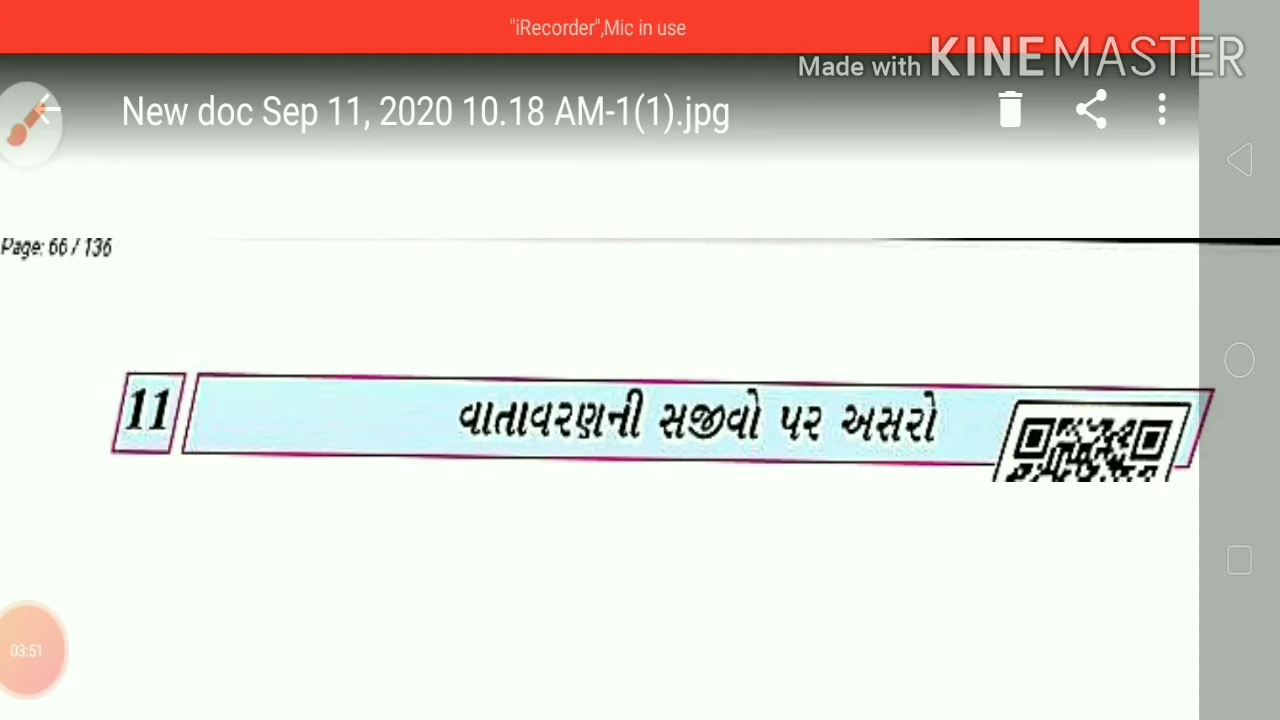 "iRecorder",Mic in use
Made with KINEMASTER
New doc Sep 11, 2020 10.18 AM-1(1).jpg
Page: 66 / 136
11 વાતાવરણની સજીવો પર અસરો
03:51